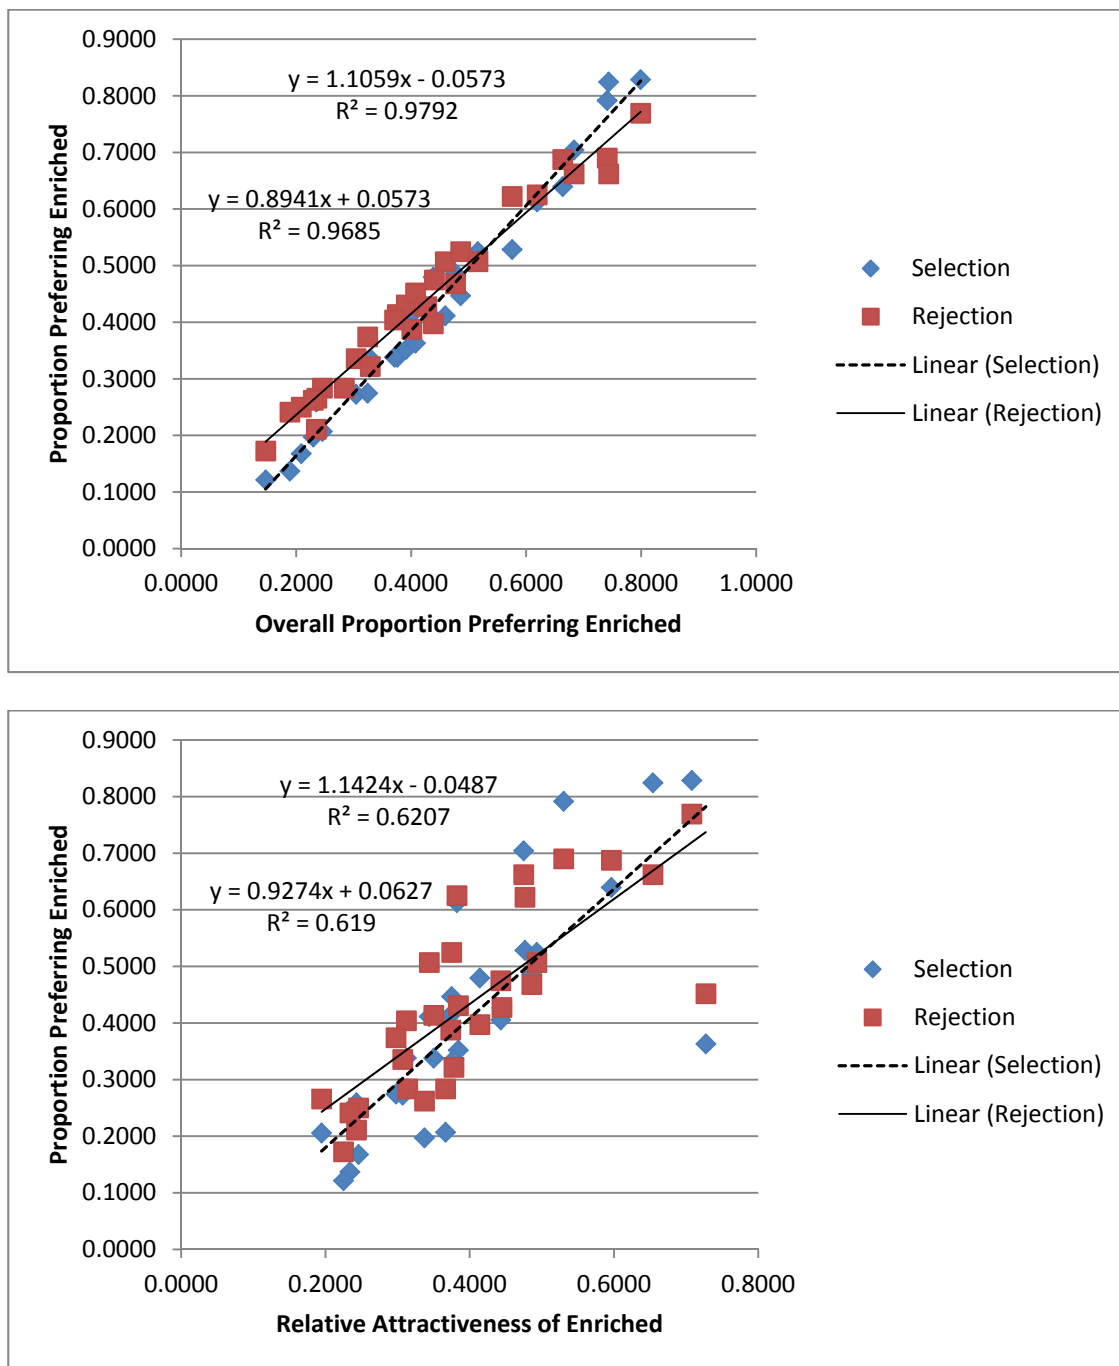 0.9000
0.8000
0.7000
0.6000
0.5000
0.4000
0.3000
0.2000
0.1000
0.0000
Proportion Preferring Enriched
y = 1.1059x - 0.0573
R² = 0.9792
y = 0.8941x + 0.0573
R² = 0.9685
0.0000 0.2000 0.4000 0.6000 0.8000 1.0000
Overall Proportion Preferring Enriched
Selection
Rejection
Linear (Selection)
Linear (Rejection)
0.9000
0.8000
0.7000
0.6000
0.5000
0.4000
0.3000
0.2000
0.1000
0.0000
Proportion Preferring Enriched
y = 1.1424x - 0.0487
R² = 0.6207
y = 0.9274x + 0.0627
R² = 0.619
0.0000 0.2000 0.4000 0.6000 0.8000
Relative Attractiveness of Enriched
Selection
Rejection
Linear (Selection)
Linear (Rejection)